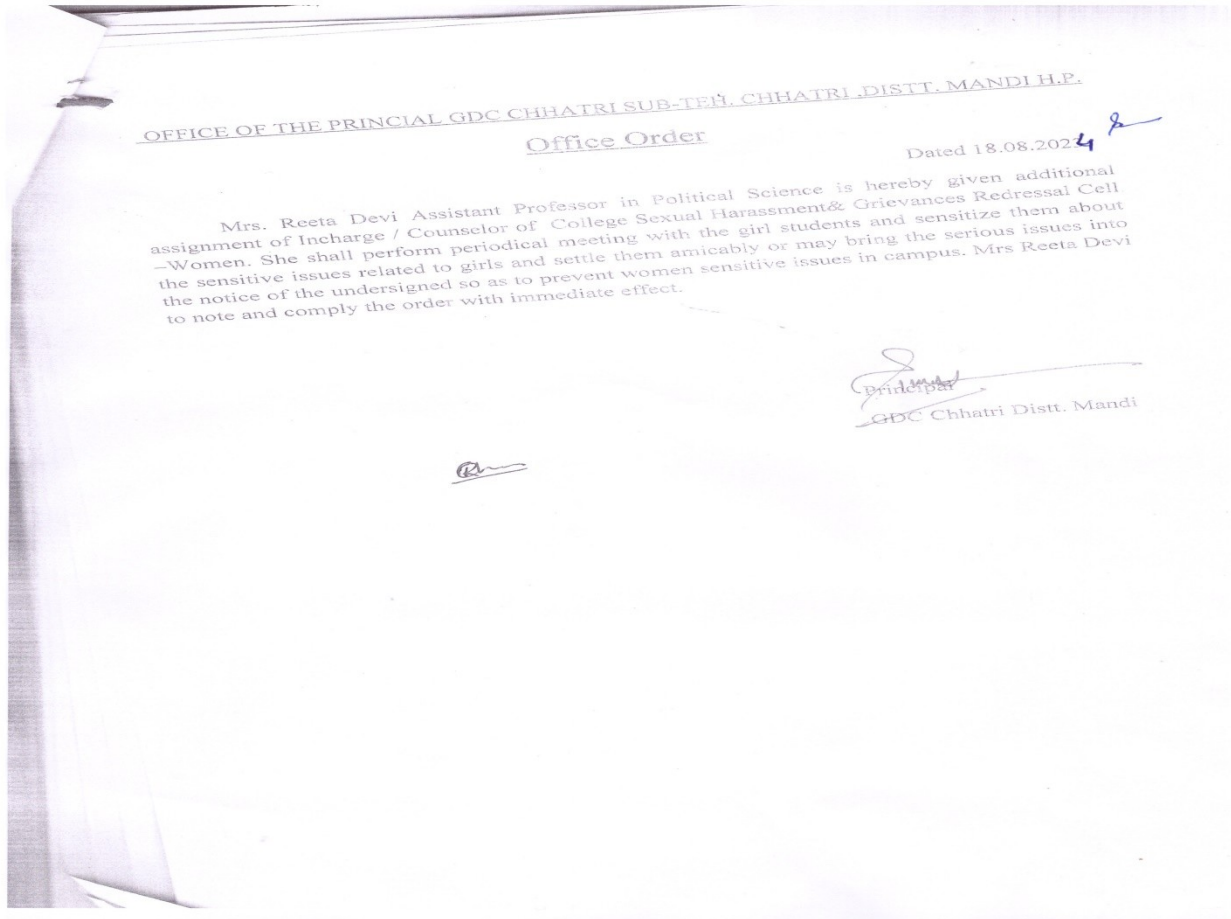 OFFICE OF THE PRINCIAL GDC CHHATRI SUB-TEH. CHHATRI ,DISTT. MANDI H.P.
Office Order
Dated 18.08.2024
Mrs. Reeta Devi Assistant Professor in Political Science is hereby given additional
assignment of Incharge / Counselor of College Sexual Harassment& Grievances Redressal Cell
–Women. She shall perform periodical meeting with the girl students and sensitize them about
the sensitive issues related to girls and settle them amicably or may bring the serious issues into
the notice of the undersigned so as to prevent women sensitive issues in campus. Mrs Reeta Devi
to note and comply the order with immediate effect.
Principal
GDC Chhatri Distt. Mandi